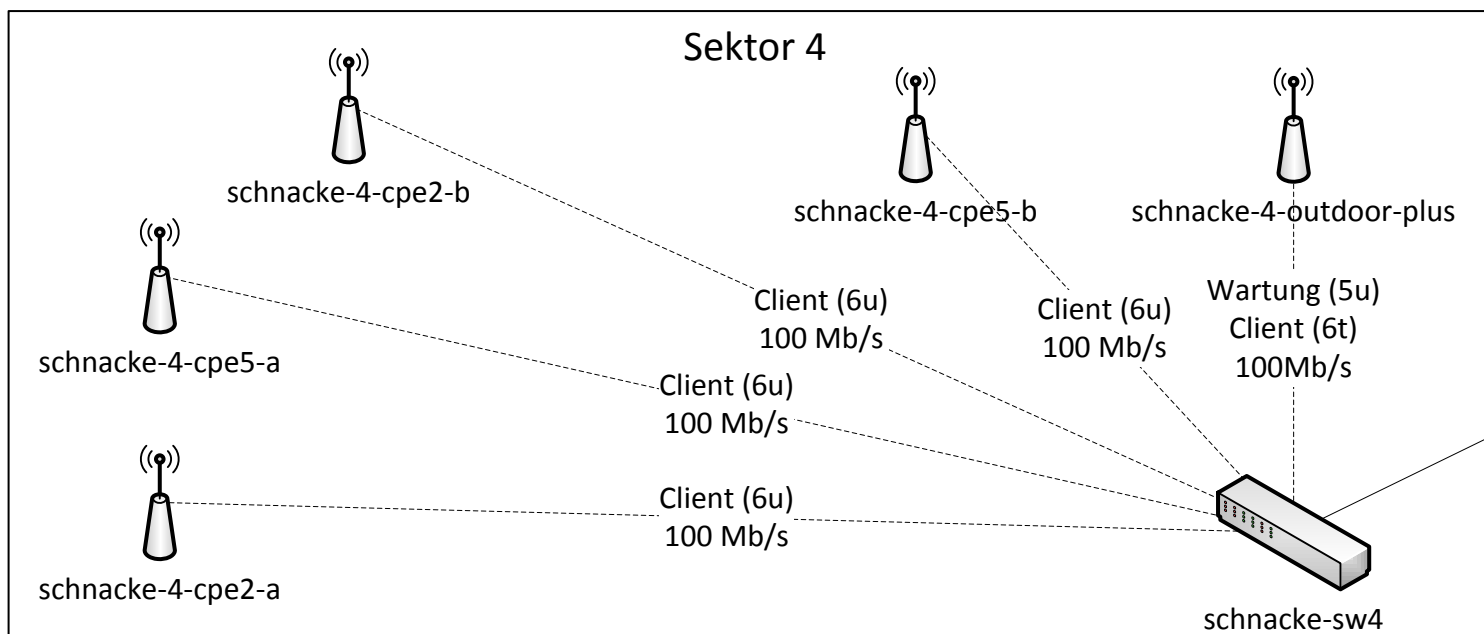 Sektor 4
schnacke-4-cpe2-b
schnacke-4-cpe5-b
schnacke-4-outdoor-plus
schnacke-4-cpe5-a
schnacke-4-cpe2-a
Client (6u)
100 Mb/s
Client (6u)
100 Mb/s
Wartung (5u)
Client (6t)
100Mb/s
Client (6u)
100 Mb/s
Client (6u)
100 Mb/s
schnacke-sw4